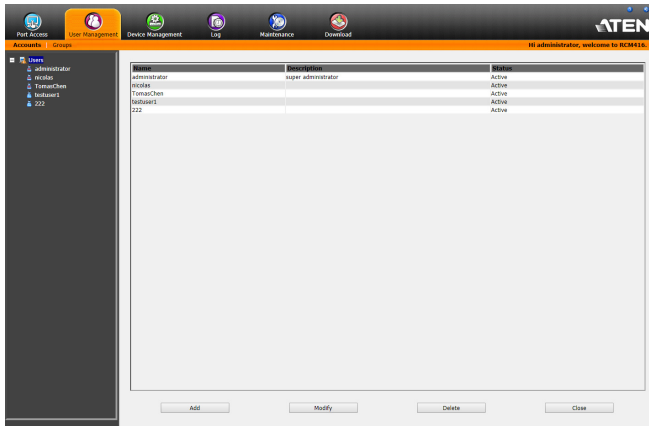 Port Access User Management Device Management Log Maintenance Download
ATEN
Accounts Groups
Hi administrator, welcome to RCM416.
Users
administrator
nicolas
TomasChen
testuser1
222
Name Description Status
administrator super administrator Active
nicolas Active
TomasChen Active
testuser1 Active
222 Active
Add Modify Delete Close